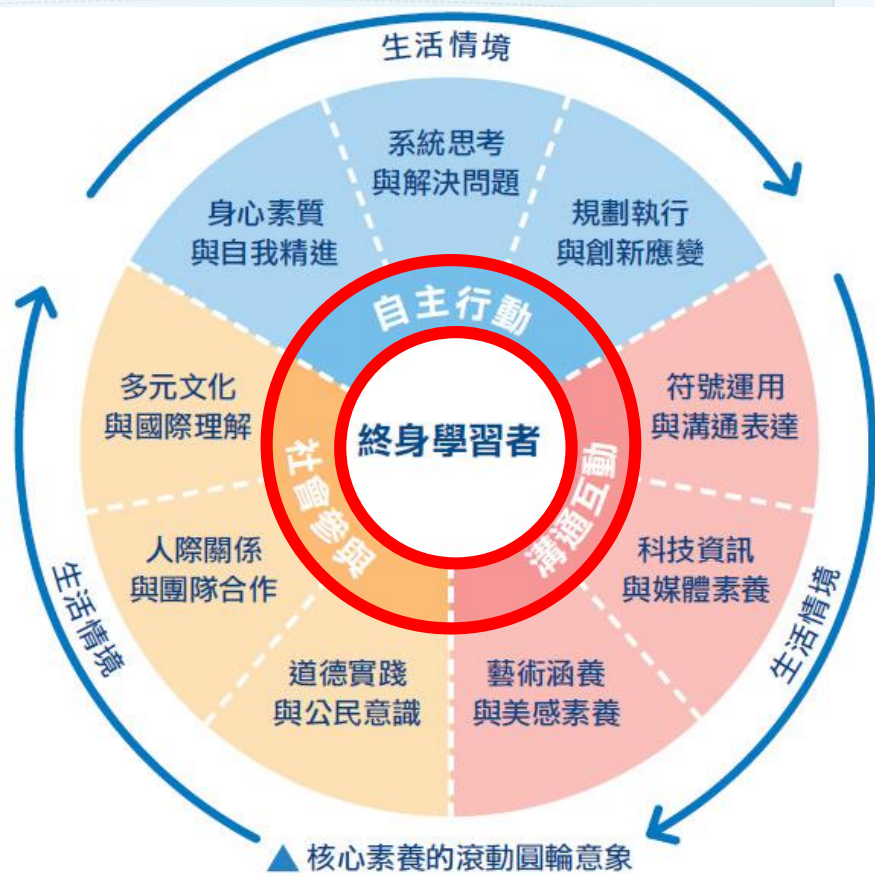 生活情境
系統思考
與解決問題
身心素質
與自我精進
規劃執行
與創新應變
自主行動
多元文化
與國際理解
終身學習者
符號運用
與溝通表達
社會參與
溝通互動
人際關係
與團隊合作
科技資訊
與媒體素養
生活情境
生活情境
道德實踐
與公民意識
藝術涵養
與美感素養
▲ 核心素養的滾動圓輪意象